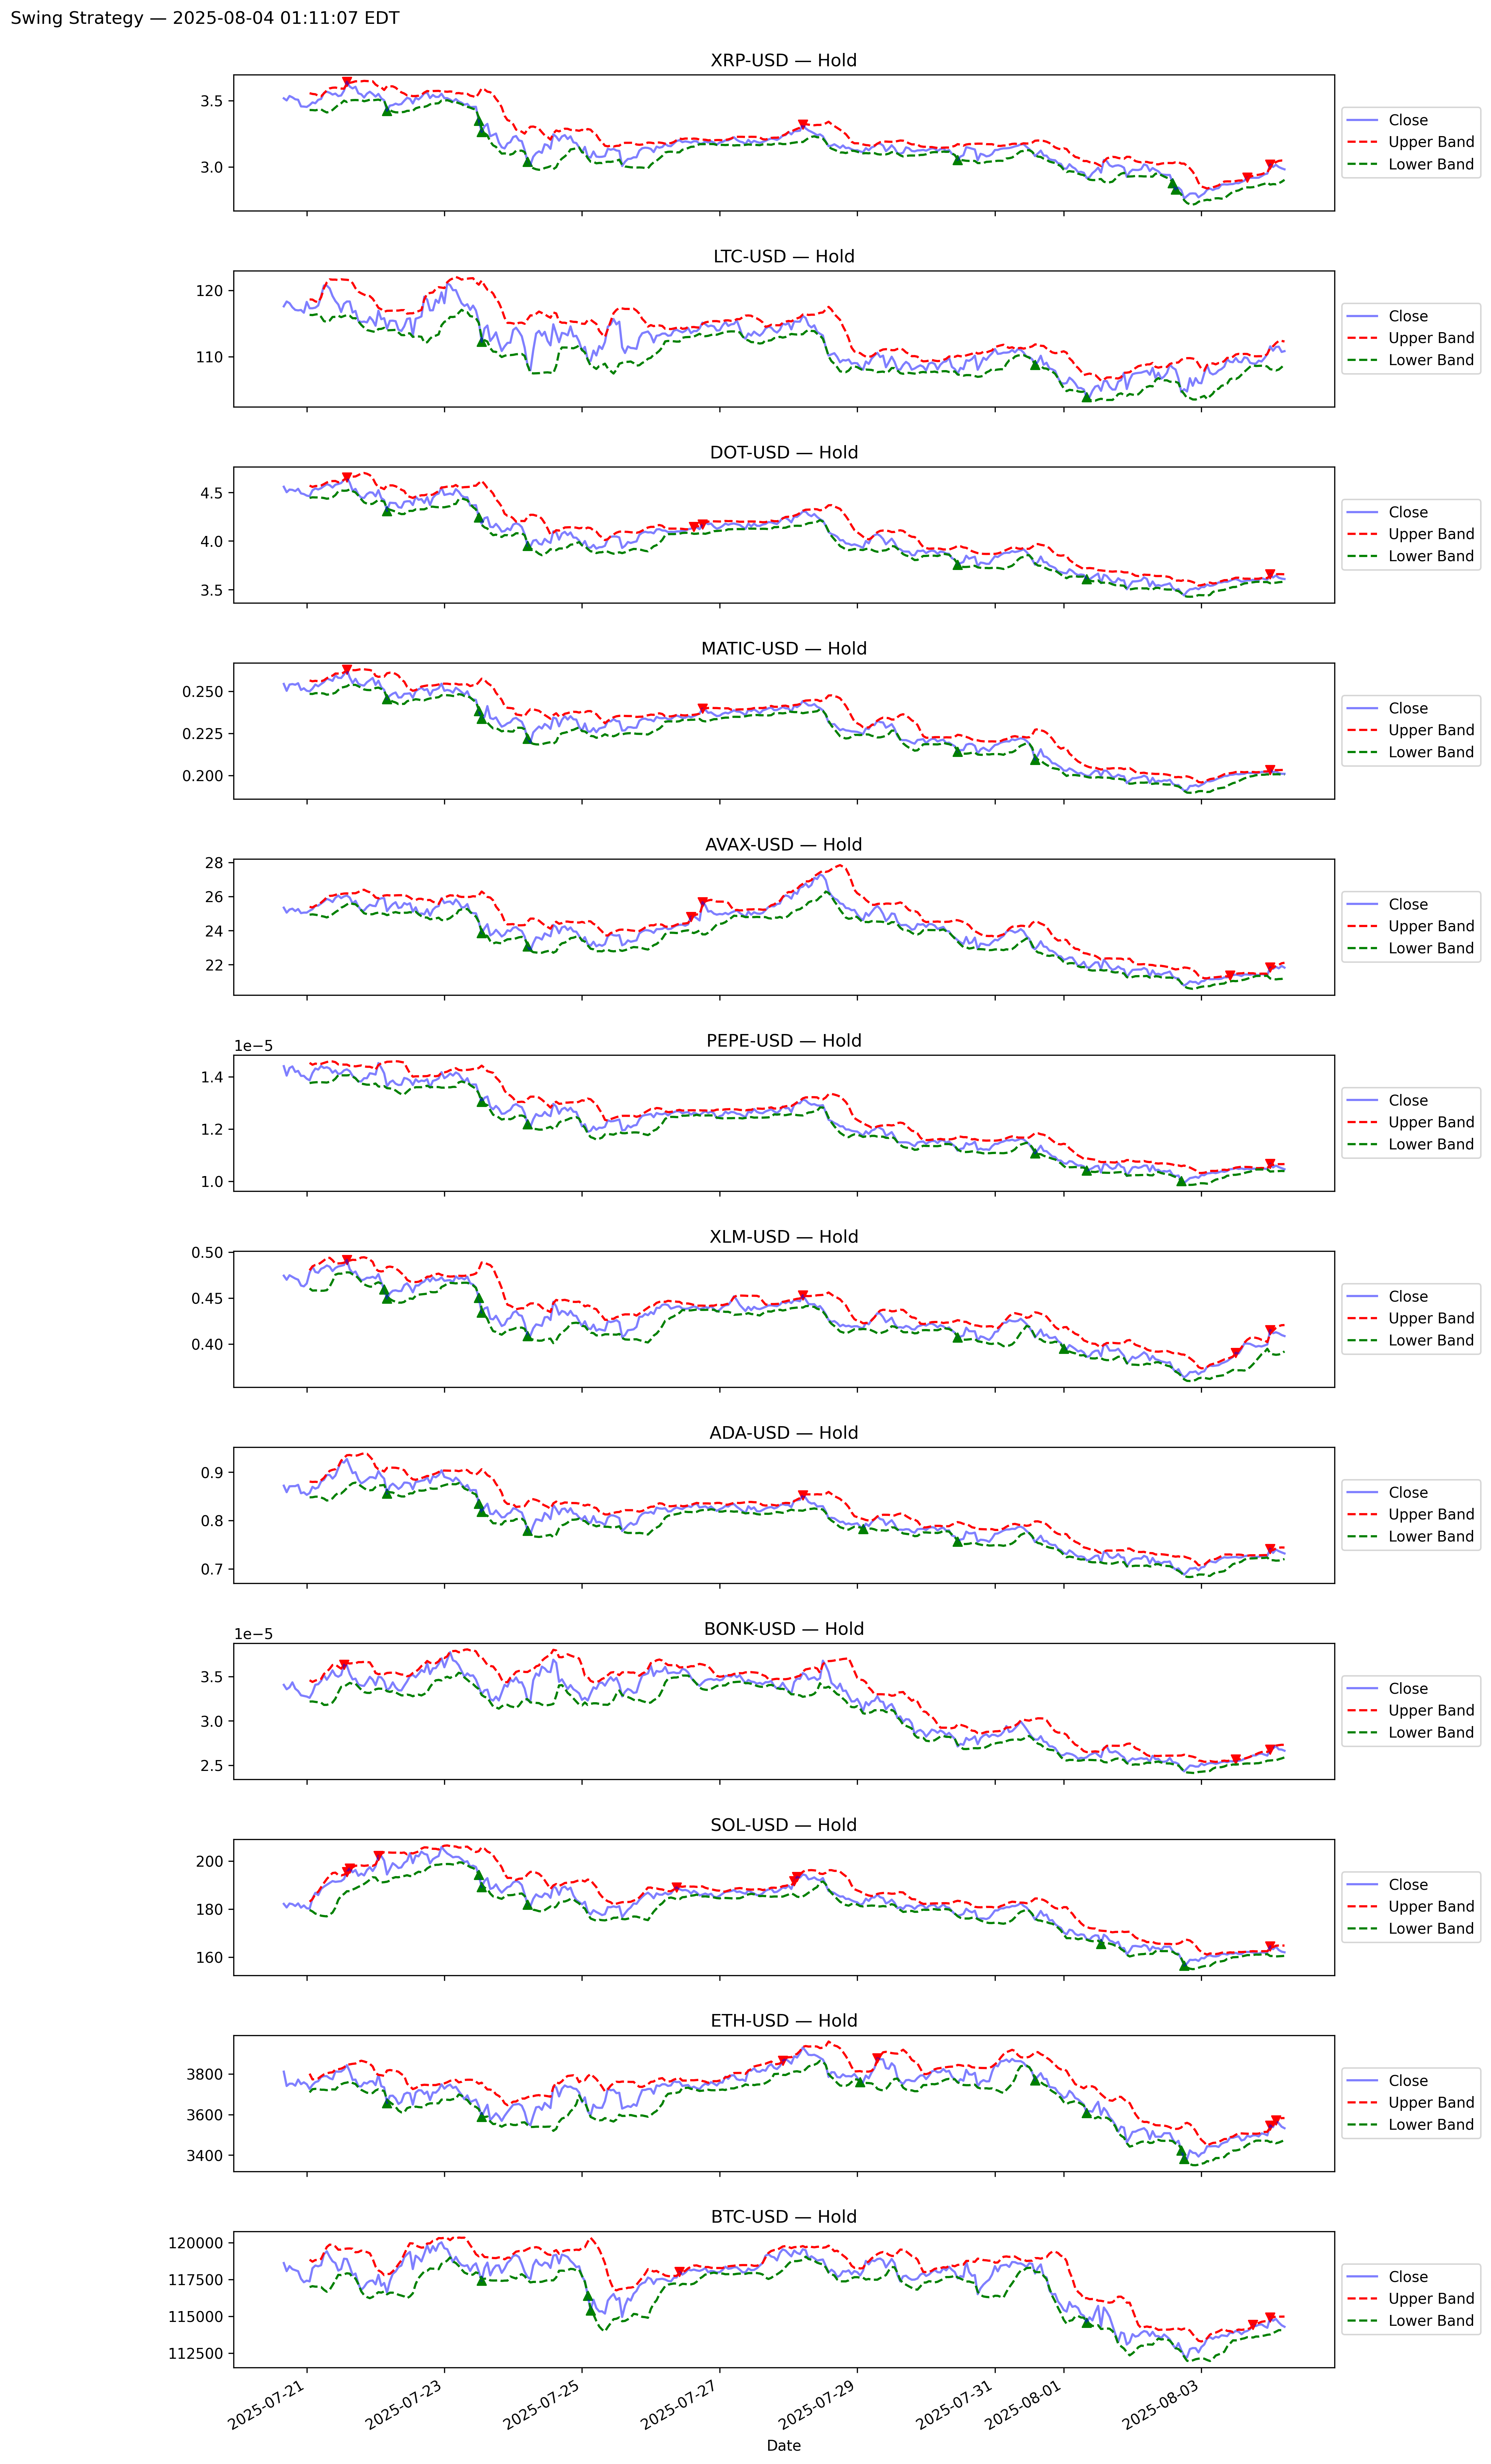 Swing Strategy — 2025-08-04 01:11:07 EDT
XRP-USD — Hold
3.5
3.0
Close
Upper Band
Lower Band
LTC-USD — Hold
120
110
Close
Upper Band
Lower Band
DOT-USD — Hold
4.5
4.0
3.5
Close
Upper Band
Lower Band
MATIC-USD — Hold
0.250
0.225
0.200
Close
Upper Band
Lower Band
AVAX-USD — Hold
28
26
24
22
Close
Upper Band
Lower Band
PEPE-USD — Hold
1e−5
1.4
1.2
1.0
Close
Upper Band
Lower Band
XLM-USD — Hold
0.50
0.45
0.40
Close
Upper Band
Lower Band
ADA-USD — Hold
0.9
0.8
0.7
Close
Upper Band
Lower Band
BONK-USD — Hold
1e−5
3.5
3.0
2.5
Close
Upper Band
Lower Band
SOL-USD — Hold
200
180
160
Close
Upper Band
Lower Band
ETH-USD — Hold
3800
3600
3400
Close
Upper Band
Lower Band
BTC-USD — Hold
120000
117500
115000
112500
Close
Upper Band
Lower Band
2025-07-21
2025-07-23
2025-07-25
2025-07-27
2025-07-29
2025-07-31
2025-08-01
2025-08-03
Date